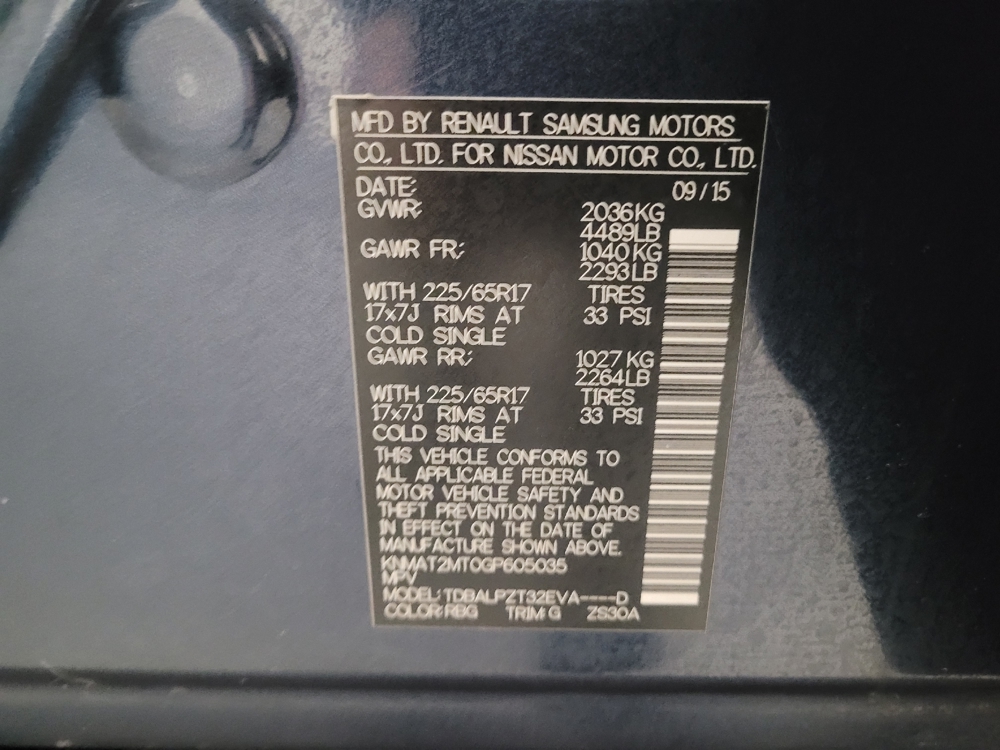 MFD BY RENAULT SAMSUNG MOTORS
CO., LTD. FOR NISSAN MOTOR CO., LTD.
DATE: 09/15
GVWR: 2036KG
4489LB
GAWR FR: 1040KG
2293LB
WITH 225/65R17 TIRES
17x7J RIMS AT 33 PSI
COLD SINGLE
GAWR RR: 1027KG
2264LB
WITH 225/65R17 TIRES
17x7J RIMS AT 33 PSI
COLD SINGLE
THIS VEHICLE CONFORMS TO
ALL APPLICABLE FEDERAL
MOTOR VEHICLE SAFETY AND
THEFT PREVENTION STANDARDS
IN EFFECT ON THE DATE OF
MANUFACTURE SHOWN ABOVE.
KNMAT2MT0GP605035
MPV
MODEL: TDBALPZT32EVA----D
COLOR:RBG TRIM:G ZS30A